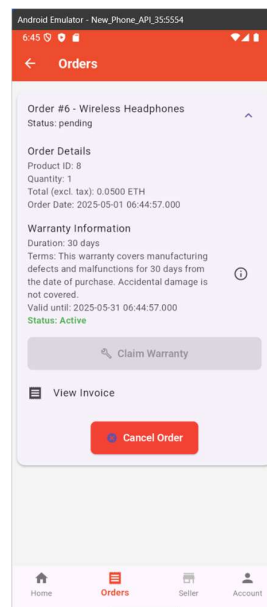 Android Emulator - New_Phone_API_35:5554
6:45
Orders
Order #6 - Wireless Headphones
Status: pending
Order Details
Product ID: 8
Quantity: 1
Total (excl. tax): 0.0500 ETH
Order Date: 2025-05-01 06:44:57.000
Warranty Information
Duration: 30 days
Terms: This warranty covers manufacturing
defects and malfunctions for 30 days from
the date of purchase. Accidental damage is
not covered.
Valid until: 2025-05-31 06:44:57.000
Status: Active
Claim Warranty
View Invoice
Cancel Order
Home Orders Seller Account